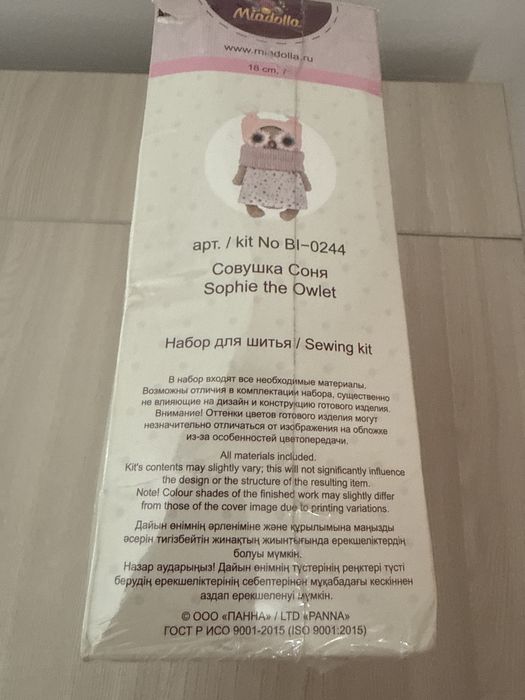 Miadolla
www.miadolla.ru
18 cm. /
арт. / kit No BI-0244
Совушка Соня
Sophie the Owlet
Набор для шитья / Sewing kit
В набор входят все необходимые материалы.
Возможны отличия в комплектации набора, существенно
не влияющие на дизайн и конструкцию готового изделия.
Внимание! Оттенки цветов готового изделия могут
незначительно отличаться от изображения на обложке
из-за особенностей цветопередачи.
All materials included.
Kit's contents may slightly vary; this will not significantly influence
the design or the structure of the resulting item.
Note! Colour shades of the finished work may slightly differ
from those of the cover image due to printing variations.
Дайын өнімнің әрленіміне және құрылымына маңызды
әсерін тигізбейтін жинақтың жиынтығында ерекшеліктердің
болуы мүмкін.
Назар аударыңыз! Дайын өнімнің түстерінің реңктері түсті
берудің ерекшеліктерінің себептерінен мұқабадағы кескіннен
аздап ерекшеленуі мүмкін.
© ООО «ПАННА» / LTD «PANNA»
ГОСТ Р ИСО 9001-2015 (ISO 9001:2015)